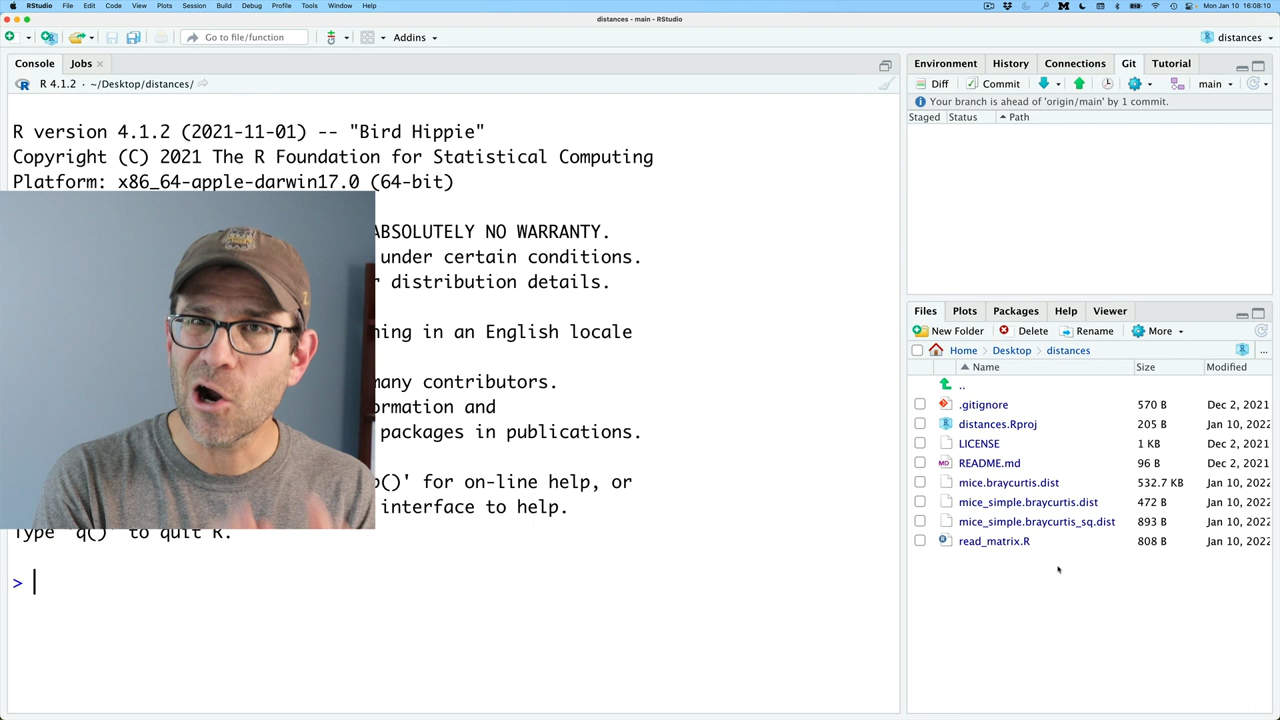 RStudio File Edit Code View Plots Session Build Debug Profile Tools Window Help Mon Jan 10 16:08:10
distances - main - RStudio
Go to file/function Addins distances
Console Jobs
R 4.1.2 · ~/Desktop/distances/
R version 4.1.2 (2021-11-01) -- "Bird Hippie"
Copyright (C) 2021 The R Foundation for Statistical Computing
Platform: x86_64-apple-darwin17.0 (64-bit)
ABSOLUTELY NO WARRANTY.
under certain conditions.
distribution details.
in an English locale
many contributors.
and
packages in publications.
for on-line help, or
interface to help.
Type 'q()' to quit R.
>
Environment History Connections Git Tutorial
Diff Commit main
Your branch is ahead of 'origin/main' by 1 commit.
Staged Status Path
Files Plots Packages Help Viewer
New Folder Delete Rename More
Home Desktop distances ...
Name Size Modified
..
.gitignore 570 B Dec 2, 2021
distances.Rproj 205 B Jan 10, 2022
LICENSE 1 KB Dec 2, 2021
README.md 96 B Dec 2, 2021
mice.braycurtis.dist 532.7 KB Jan 10, 2022
mice_simple.braycurtis.dist 472 B Jan 10, 2022
mice_simple.braycurtis_sq.dist 893 B Jan 10, 2022
read_matrix.R 808 B Jan 10, 2022